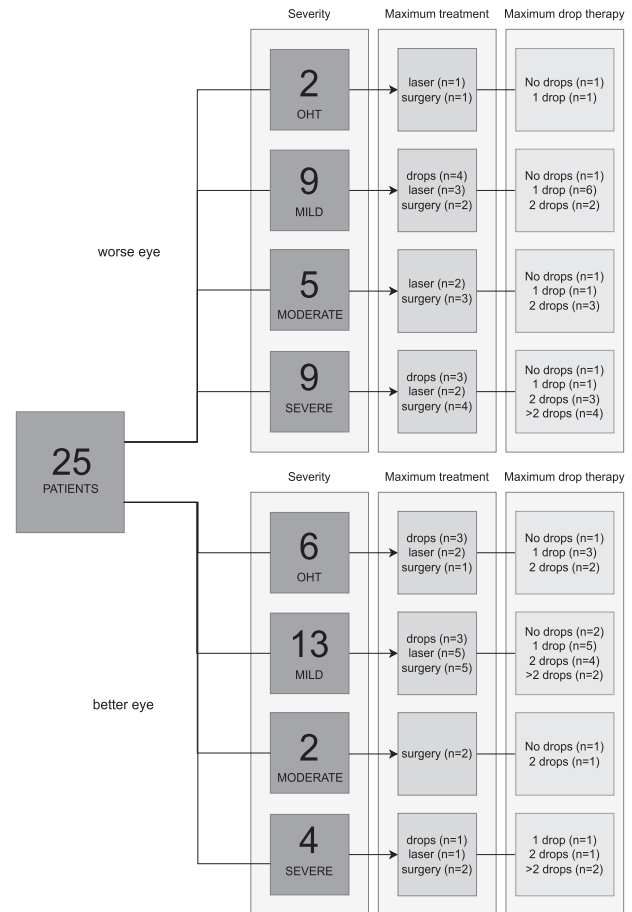 Severity
Maximum treatment
Maximum drop therapy
2
OHT
laser (n=1)
surgery (n=1)
No drops (n=1)
1 drop (n=1)
9
MILD
drops (n=4)
laser (n=3)
surgery (n=2)
No drops (n=1)
1 drop (n=6)
2 drops (n=2)
worse eye
5
MODERATE
laser (n=2)
surgery (n=3)
No drops (n=1)
1 drop (n=1)
2 drops (n=3)
9
SEVERE
drops (n=3)
laser (n=2)
surgery (n=4)
No drops (n=1)
1 drop (n=1)
2 drops (n=3)
>2 drops (n=4)
25
PATIENTS
Severity
Maximum treatment
Maximum drop therapy
6
OHT
drops (n=3)
laser (n=2)
surgery (n=1)
No drops (n=1)
1 drop (n=3)
2 drops (n=2)
13
MILD
drops (n=3)
laser (n=5)
surgery (n=5)
No drops (n=2)
1 drop (n=5)
2 drops (n=4)
>2 drops (n=2)
better eye
2
MODERATE
surgery (n=2)
No drops (n=1)
2 drops (n=1)
4
SEVERE
drops (n=1)
laser (n=1)
surgery (n=2)
1 drop (n=1)
2 drops (n=1)
>2 drops (n=2)